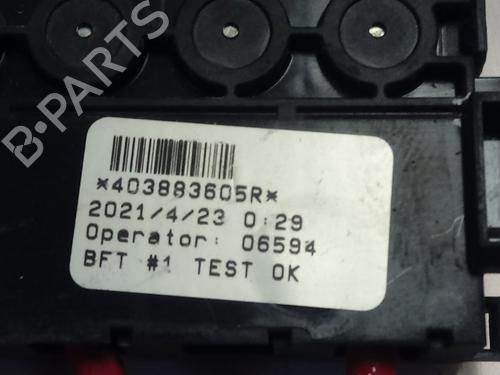 B-PARTS
*403883605R*
2021/4/23 0:29
Operator: 06594
BFT #1 TEST OK